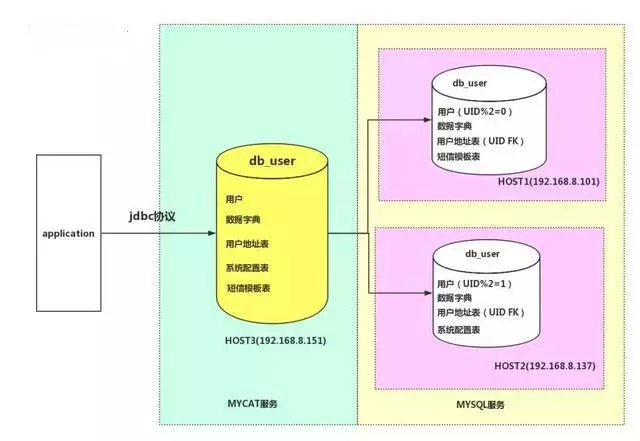 application
jdbc协议
db_user
用户
数据字典
用户地址表
系统配置表
短信模板表
HOST3(192.168.8.151)
MYCAT服务
db_user
用户（UID%2=0）
数据字典
用户地址表（UID FK）
短信模板表
HOST1(192.168.8.101)
db_user
用户（UID%2=1）
数据字典
用户地址表（UID FK）
系统配置表
HOST2(192.168.8.137)
MYSQL服务